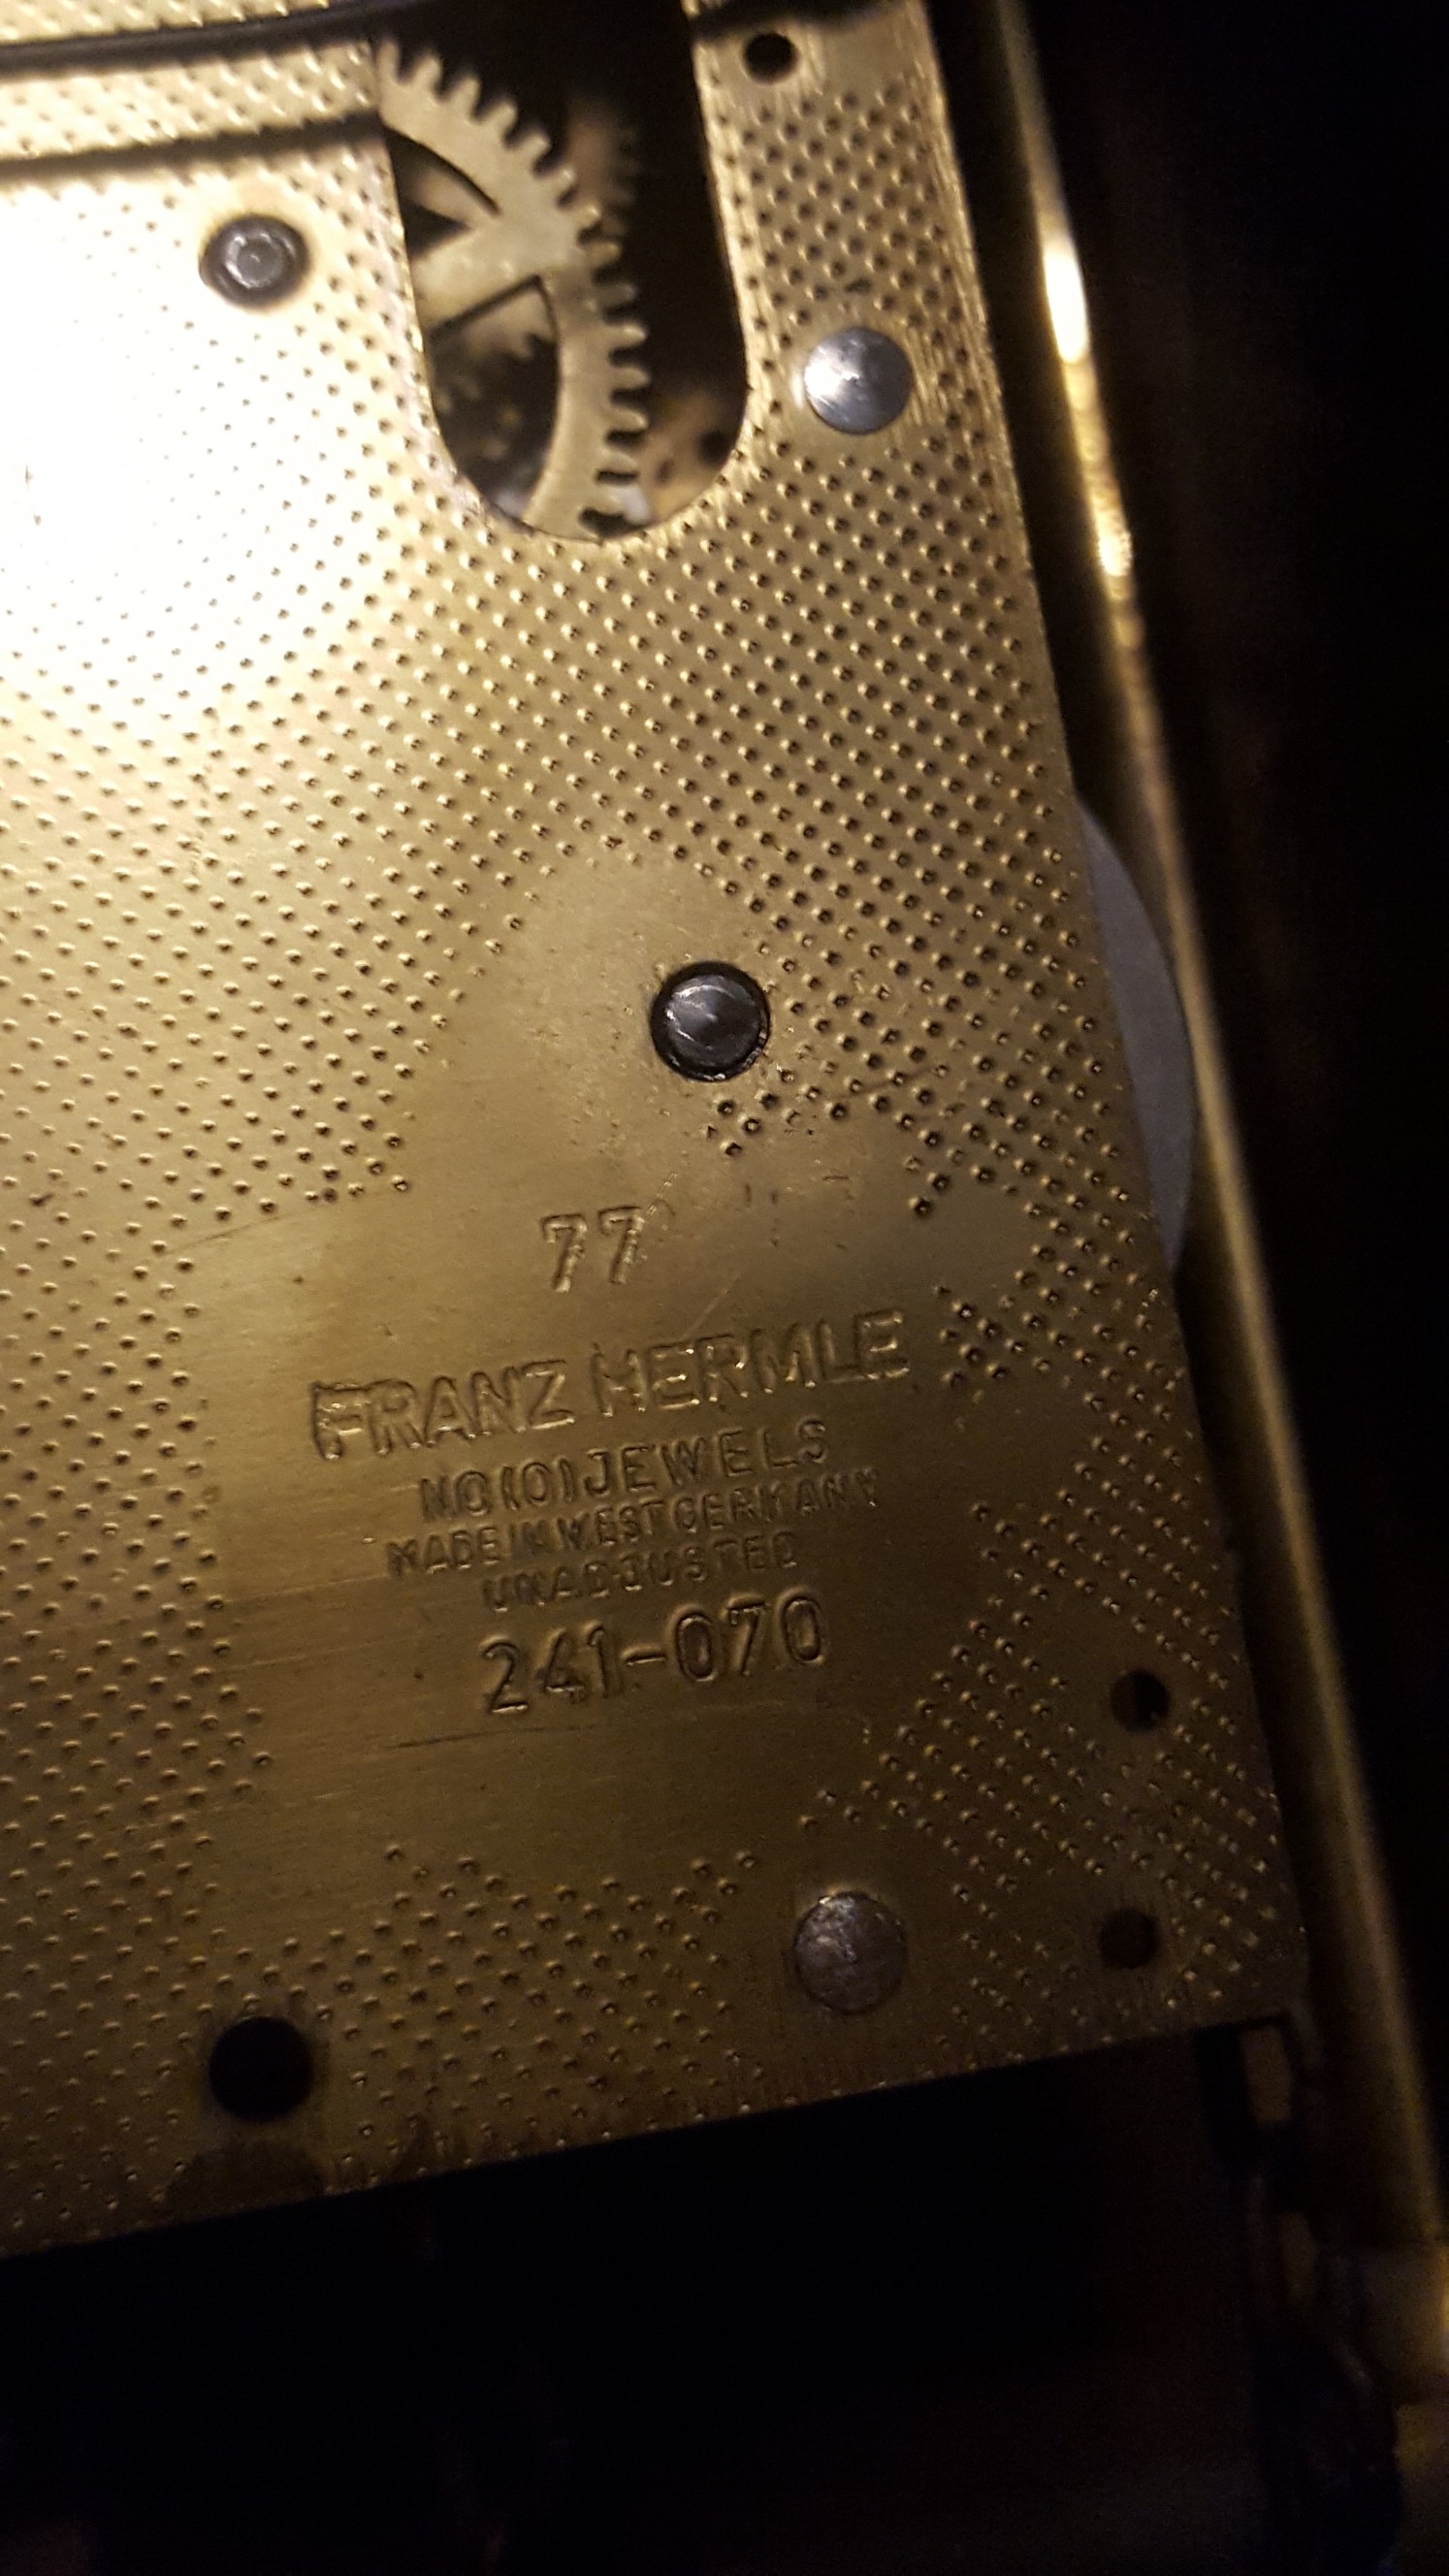 77
FRANZ HERMLE
NO (0) JEWELS
MADE IN WEST GERMANY
UNADJUSTED
241-070